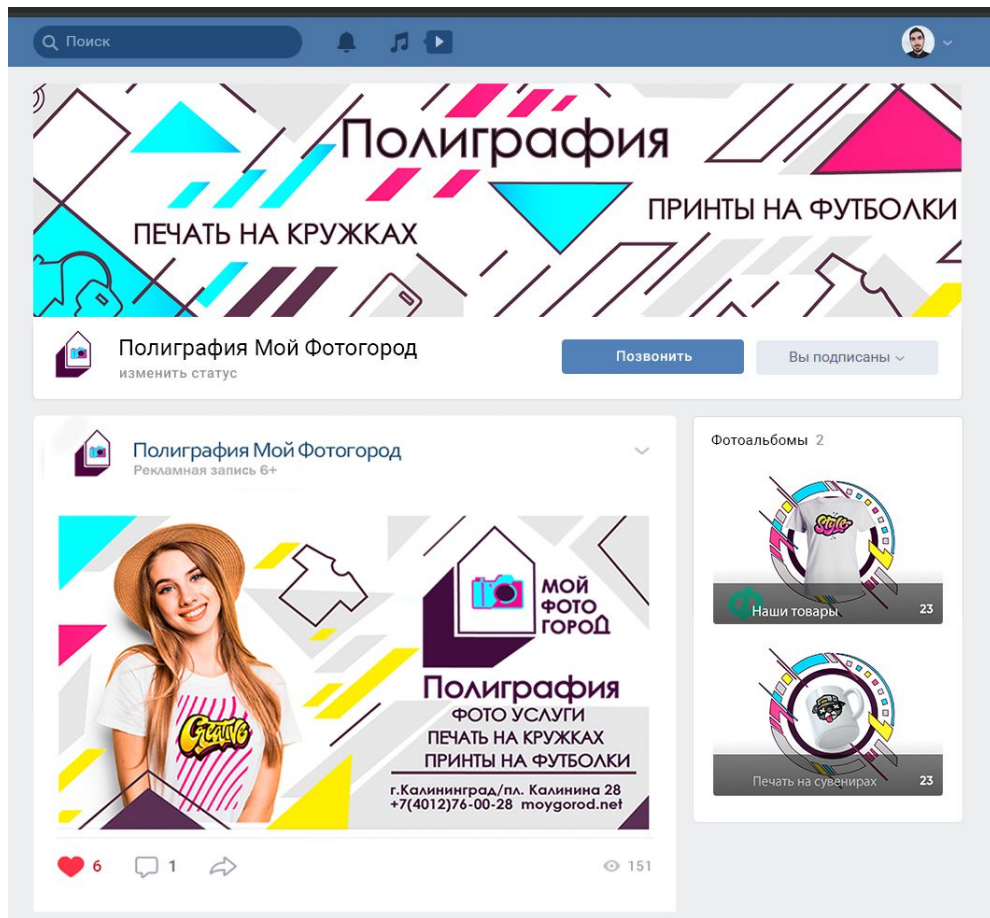 Поиск
Полиграфия
ПЕЧАТЬ НА КРУЖКАХ
ПРИНТЫ НА ФУТБОЛКИ
Полиграфия Мой Фотогород
изменить статус
Позвонить
Вы подписаны
Полиграфия Мой Фотогород
Рекламная запись 6+
Creative
МОЙ
ФОТО
ГОРОД
Полиграфия
ФОТО УСЛУГИ
ПЕЧАТЬ НА КРУЖКАХ
ПРИНТЫ НА ФУТБОЛКИ
г.Калининград/пл. Калинина 28
+7(4012)76-00-28 moygorod.net
6
1
151
Фотоальбомы 2
Style
Наши товары 23
Печать на сувенирах 23